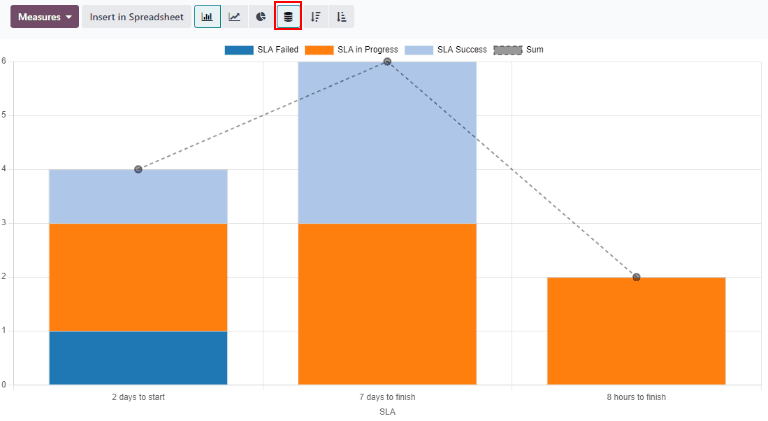 Measures Insert in Spreadsheet
SLA Failed SLA in Progress SLA Success Sum
6
5
4
3
2
1
0
2 days to start 7 days to finish 8 hours to finish
SLA